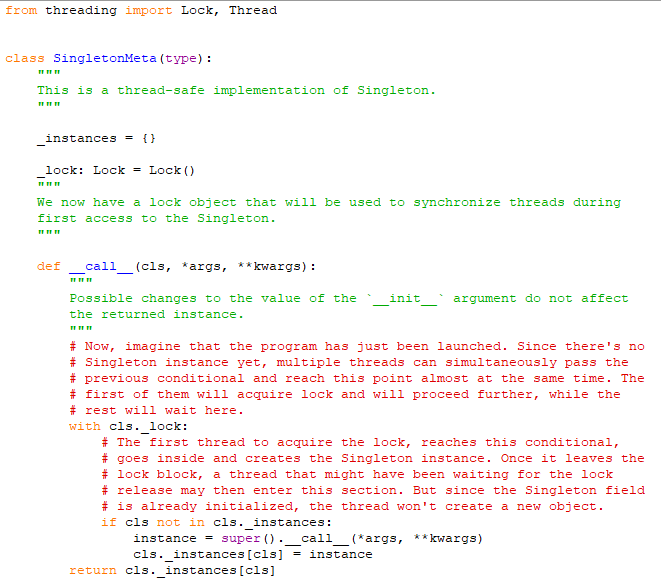 from threading import Lock, Thread
class SingletonMeta(type):
"""
This is a thread-safe implementation of Singleton.
"""
_instances = {}
_lock: Lock = Lock()
"""
We now have a lock object that will be used to synchronize threads during
first access to the Singleton.
"""
def __call__(cls, *args, **kwargs):
"""
Possible changes to the value of the `__init__` argument do not affect
the returned instance.
"""
# Now, imagine that the program has just been launched. Since there's no
# Singleton instance yet, multiple threads can simultaneously pass the
# previous conditional and reach this point almost at the same time. The
# first of them will acquire lock and will proceed further, while the
# rest will wait here.
with cls._lock:
# The first thread to acquire the lock, reaches this conditional,
# goes inside and creates the Singleton instance. Once it leaves the
# lock block, a thread that might have been waiting for the lock
# release may then enter this section. But since the Singleton field
# is already initialized, the thread won't create a new object.
if cls not in cls._instances:
instance = super().__call__(*args, **kwargs)
cls._instances[cls] = instance
return cls._instances[cls]